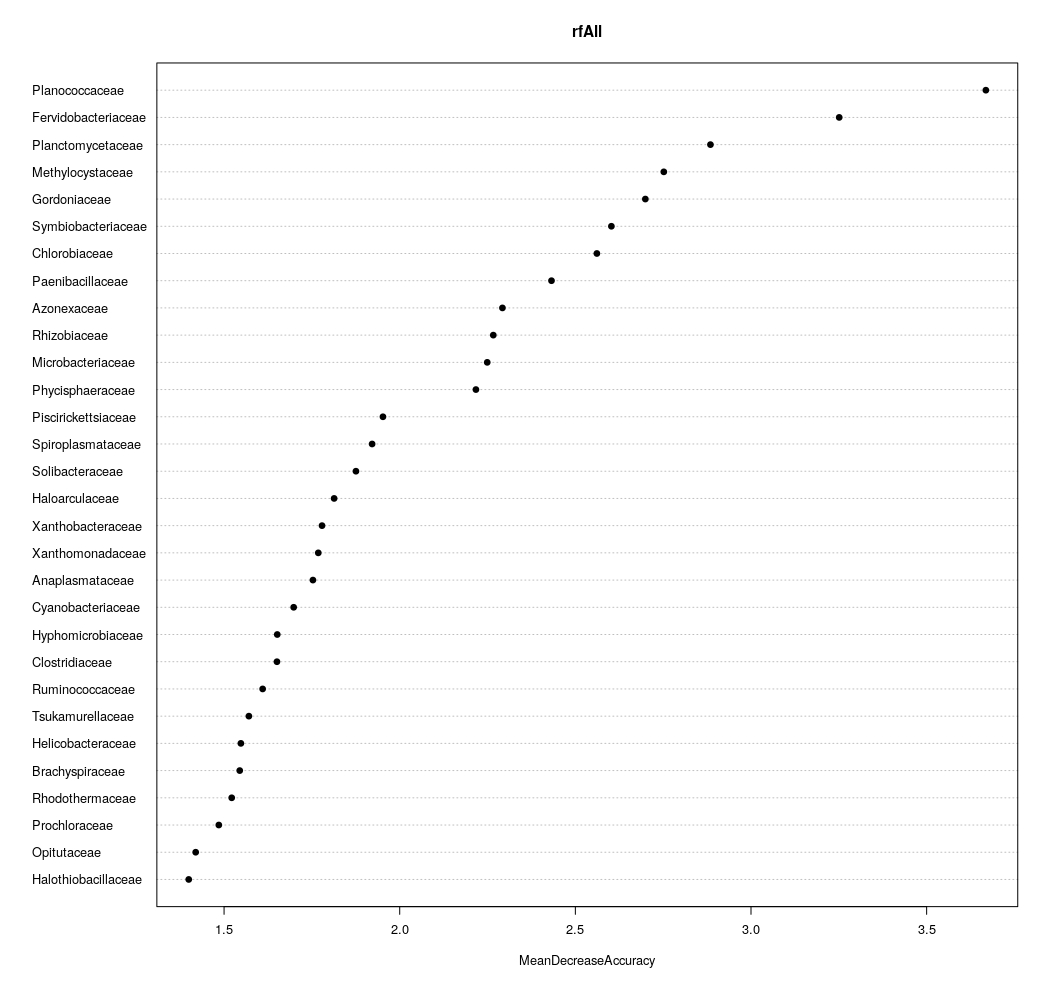 rfAll
Planococcaceae
Fervidobacteriaceae
Planctomycetaceae
Methylocystaceae
Gordoniaceae
Symbiobacteriaceae
Chlorobiaceae
Paenibacillaceae
Azonexaceae
Rhizobiaceae
Microbacteriaceae
Phycisphaeraceae
Piscirickettsiaceae
Spiroplasmataceae
Solibacteraceae
Haloarculaceae
Xanthobacteraceae
Xanthomonadaceae
Anaplasmataceae
Cyanobacteriaceae
Hyphomicrobiaceae
Clostridiaceae
Ruminococcaceae
Tsukamurellaceae
Helicobacteraceae
Brachyspiraceae
Rhodothermaceae
Prochloraceae
Opitutaceae
Halothiobacillaceae
1.5 2.0 2.5 3.0 3.5
MeanDecreaseAccuracy